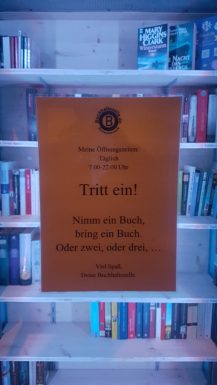 MARY
HIGGINS
CLARK
Meine Öffnungszeiten:
Täglich
7.00-22.00 Uhr
Tritt ein!
Nimm ein Buch,
bring ein Buch.
Oder zwei, oder drei, ….
Viel Spaß,
Deine Buchhaltestelle.